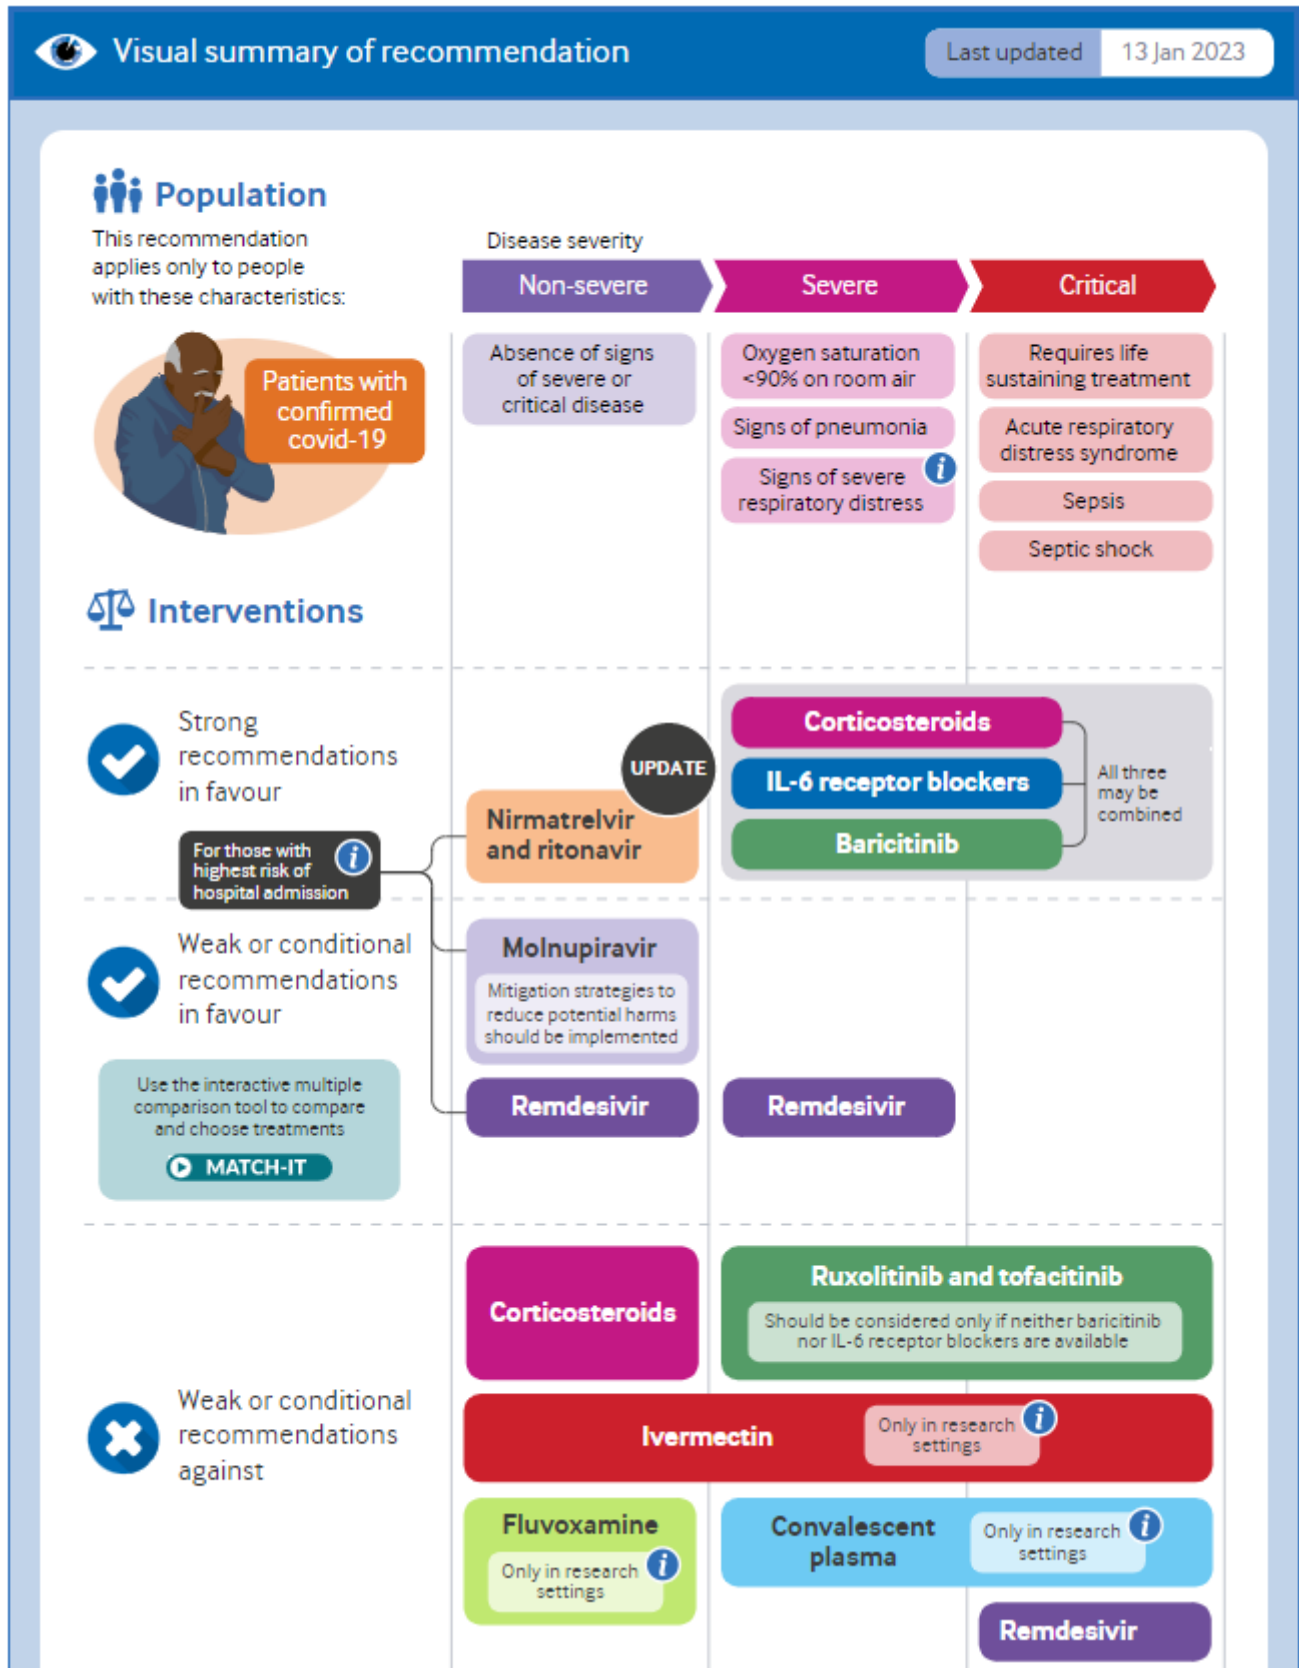 Visual summary of recommendation
Last updated
13 Jan 2023
Population
This recommendation
applies only to people
with these characteristics:
Patients with
confirmed
covid-19
Disease severity
Non-severe
Severe
Critical
Absence of signs
of severe or
critical disease
Oxygen saturation
<90% on room air
Signs of pneumonia
Signs of severe
respiratory distress
i
Requires life
sustaining treatment
Acute respiratory
distress syndrome
Sepsis
Septic shock
Interventions
Strong
recommendations
in favour
For those with
highest risk of
hospital admission
i
UPDATE
Nirmatrelvir
and ritonavir
Corticosteroids
IL-6 receptor blockers
Baricitinib
All three
may be
combined
Weak or conditional
recommendations
in favour
Use the interactive multiple
comparison tool to compare
and choose treatments
MATCH-IT
Molnupiravir
Mitigation strategies to
reduce potential harms
should be implemented
Remdesivir
Remdesivir
Weak or conditional
recommendations
against
Corticosteroids
Ruxolitinib and tofacitinib
Should be considered only if neither baricitinib
nor IL-6 receptor blockers are available
Ivermectin
Only in research
settings
i
Fluvoxamine
Only in research
settings
i
Convalescent
plasma
Only in research
settings
i
Remdesivir